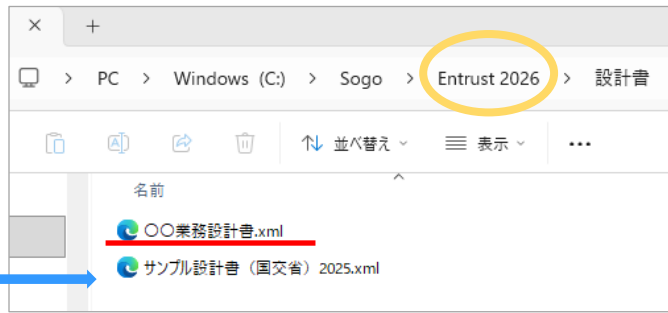 × +
> PC > Windows (C:) > Sogo > Entrust 2026 > 設計書
並べ替え 表示 •••
名前
〇〇業務設計書.xml
サンプル設計書（国交省）2025.xml